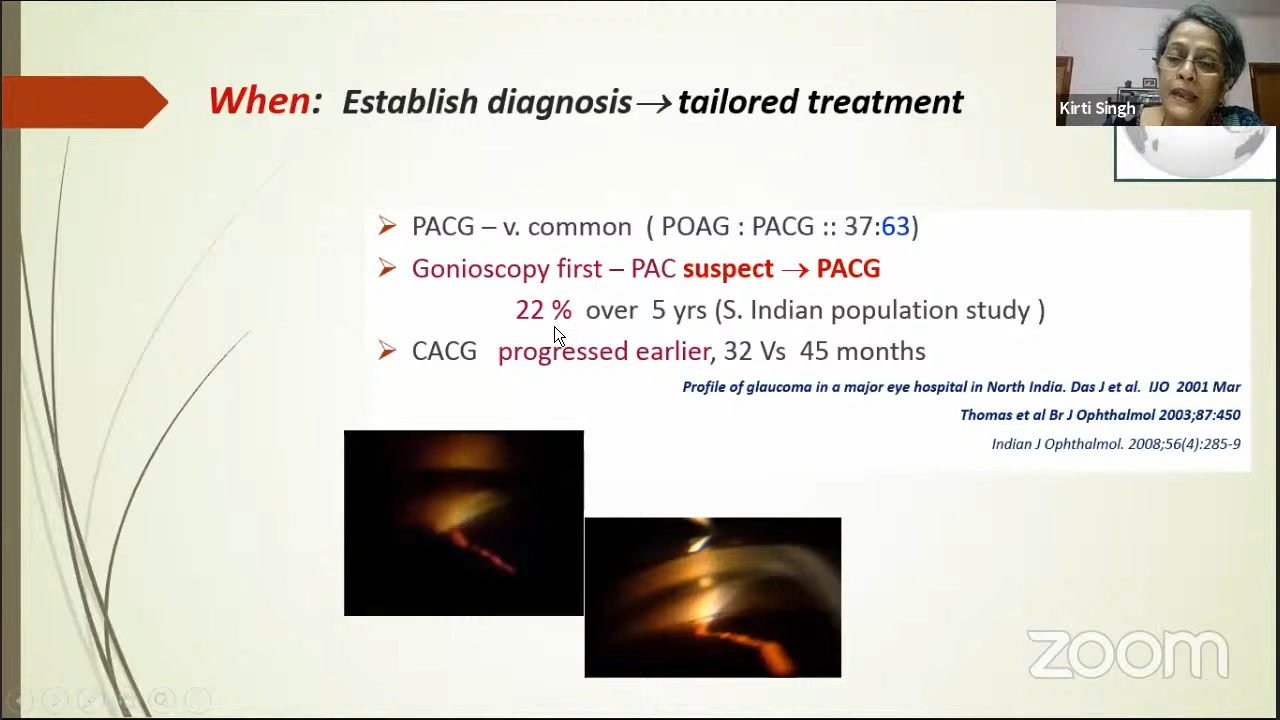 When: Establish diagnosis → tailored treatment
Kirti Singh
➢ PACG – v. common ( POAG : PACG :: 37:63)
➢ Gonioscopy first – PAC suspect → PACG
22 % over 5 yrs (S. Indian population study )
➢ CACG progressed earlier, 32 Vs 45 months
Profile of glaucoma in a major eye hospital in North India. Das J et al. IJO 2001 Mar
Thomas et al Br J Ophthalmol 2003;87:450
Indian J Ophthalmol. 2008;56(4):285-9
zoom